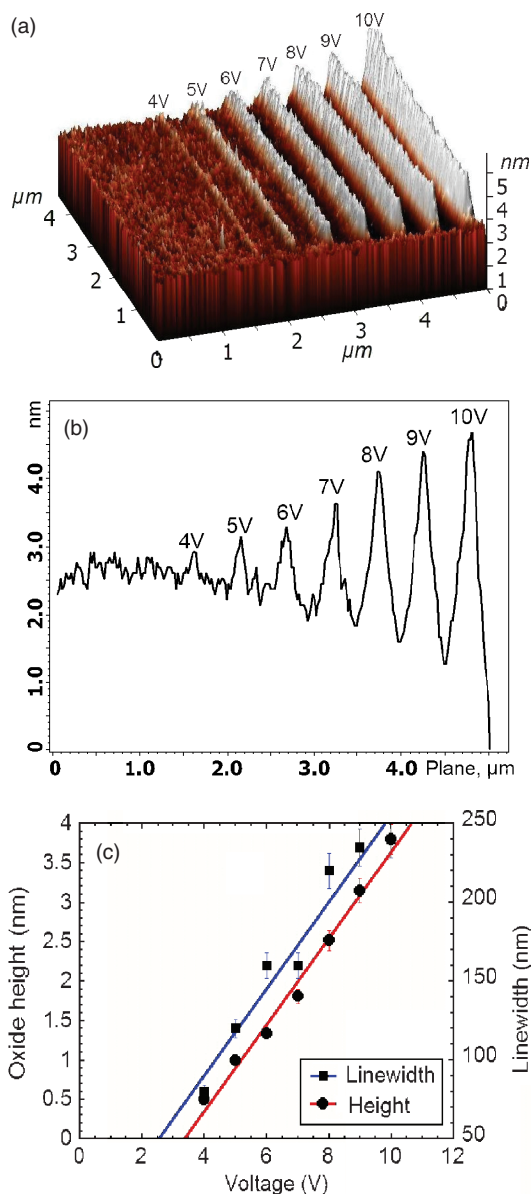 (a)
4V 5V 6V 7V 8V 9V 10V
nm
5
4
3
2
1
0
µm
4
3
2
1
0
1
2
3
4
µm
(b)
nm
4.0
3.0
2.0
1.0
0
4V 5V 6V 7V 8V 9V 10V
0 1.0 2.0 3.0 4.0 Plane, µm
(c)
Oxide height (nm)
4
3.5
3
2.5
2
1.5
1
0.5
0
250
200
150
100
50
Linewidth (nm)
Linewidth
Height
0 2 4 6 8 10 12
Voltage (V)